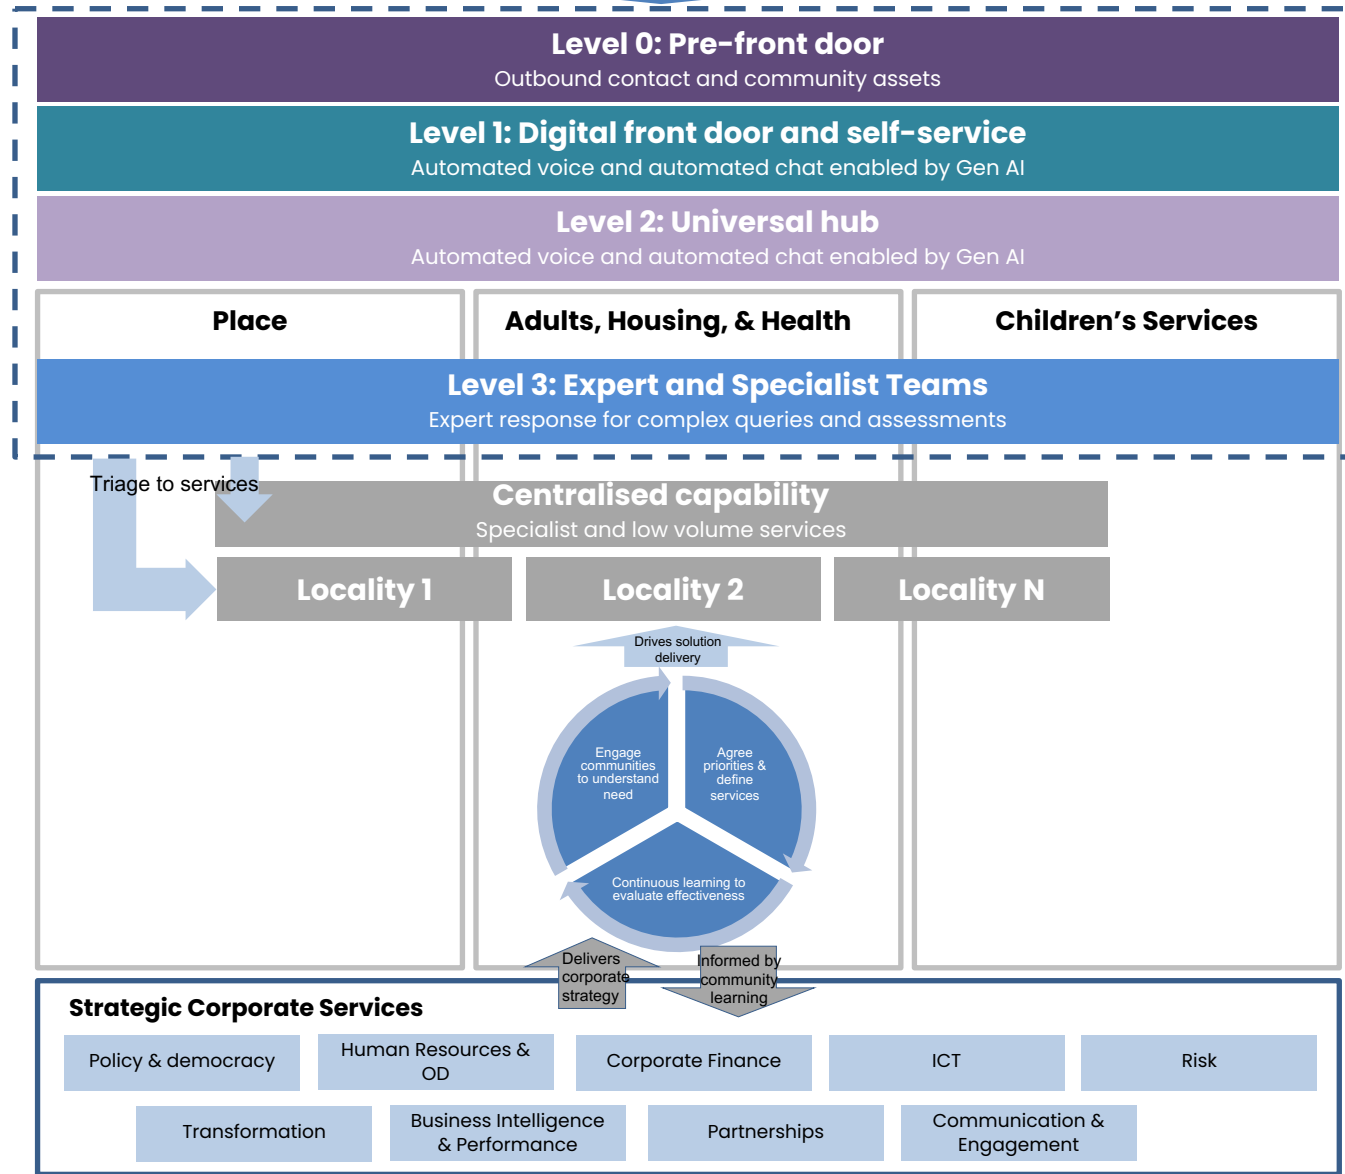 Level 0: Pre-front door
Outbound contact and community assets
Level 1: Digital front door and self-service
Automated voice and automated chat enabled by Gen AI
Level 2: Universal hub
Automated voice and automated chat enabled by Gen AI
Place
Adults, Housing, & Health
Children’s Services
Level 3: Expert and Specialist Teams
Expert response for complex queries and assessments
Triage to services
Centralised capability
Specialist and low volume services
Locality 1
Locality 2
Locality N
Drives solution
delivery
Engage
communities
to understand
need
Agree
priorities &
define
services
Continuous learning to
evaluate effectiveness
Delivers
corporate
strategy
Informed by
community
learning
Strategic Corporate Services
Policy & democracy
Human Resources &
OD
Corporate Finance
ICT
Risk
Transformation
Business Intelligence
& Performance
Partnerships
Communication &
Engagement